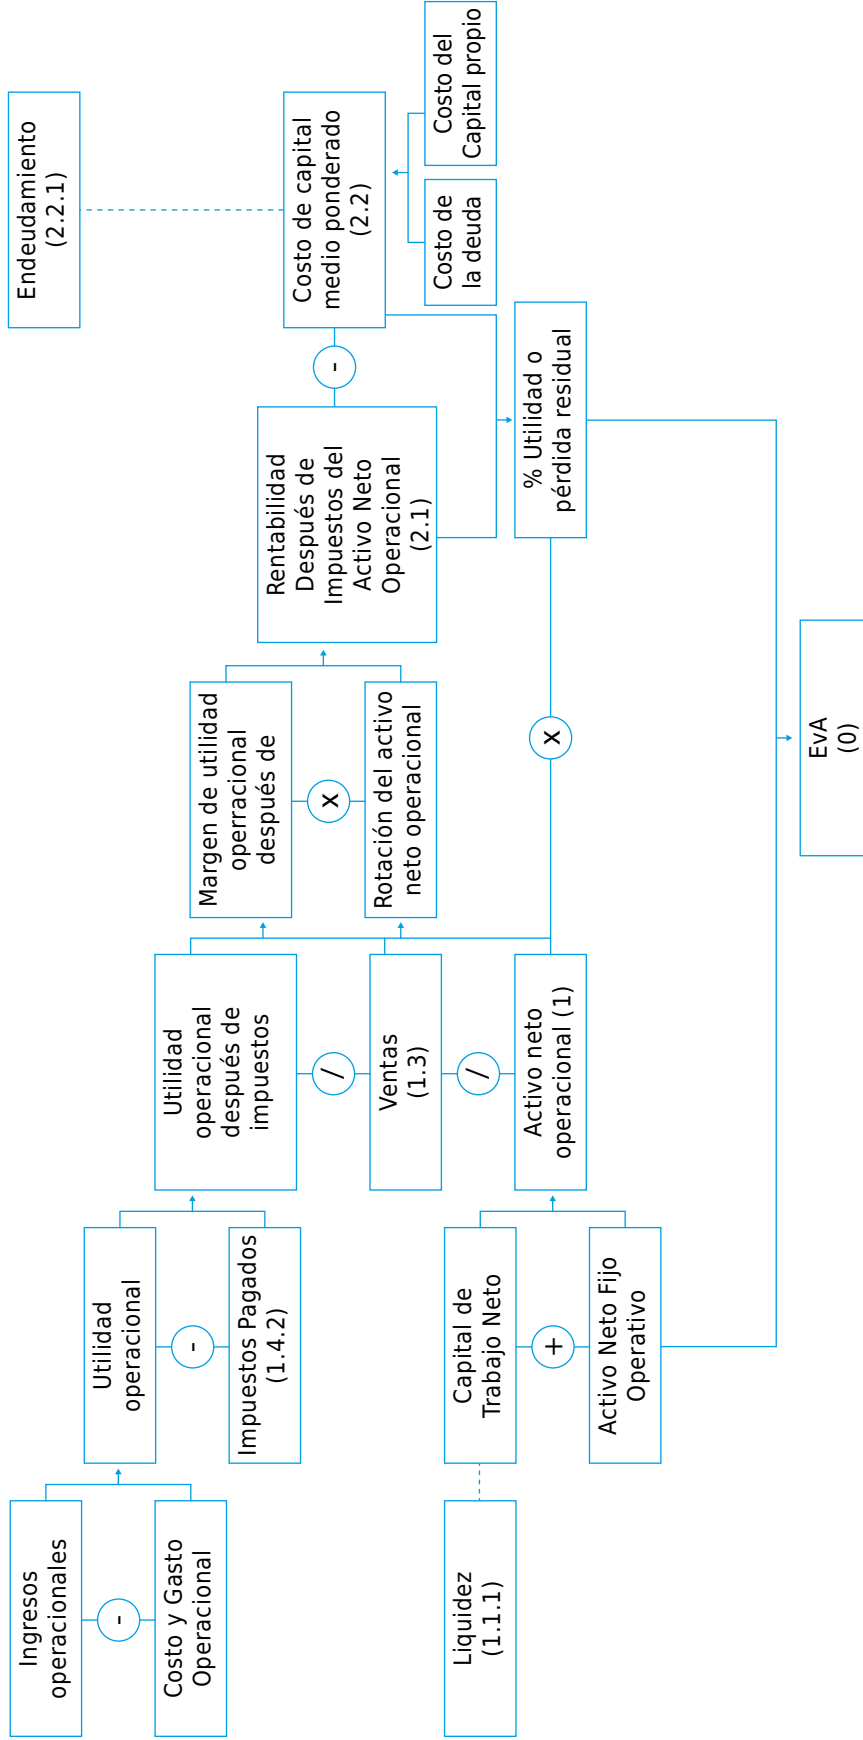 Ingresos
operacionales
-
Costo y Gasto
Operacional
Liquidez
(1.1.1)
Utilidad
operacional
-
Impuestos Pagados
(1.4.2)
Capital de
Trabajo Neto
+
Activo Neto Fijo
Operativo
Utilidad
operacional
después de
impuestos
/
Ventas
(1.3)
/
Activo neto
operacional (1)
Margen de utilidad
operracional
después de
x
Rotación del activo
neto operacional
x
EvA
(0)
Rentabilidad
Después de
Impuestos del
Activo Neto
Operacional
(2.1)
-
% Utilidad o
pérdida residual
Endeudamiento
(2.2.1)
Costo de capital
medio ponderado
(2.2)
Costo de
la deuda
Costo del
Capital propio